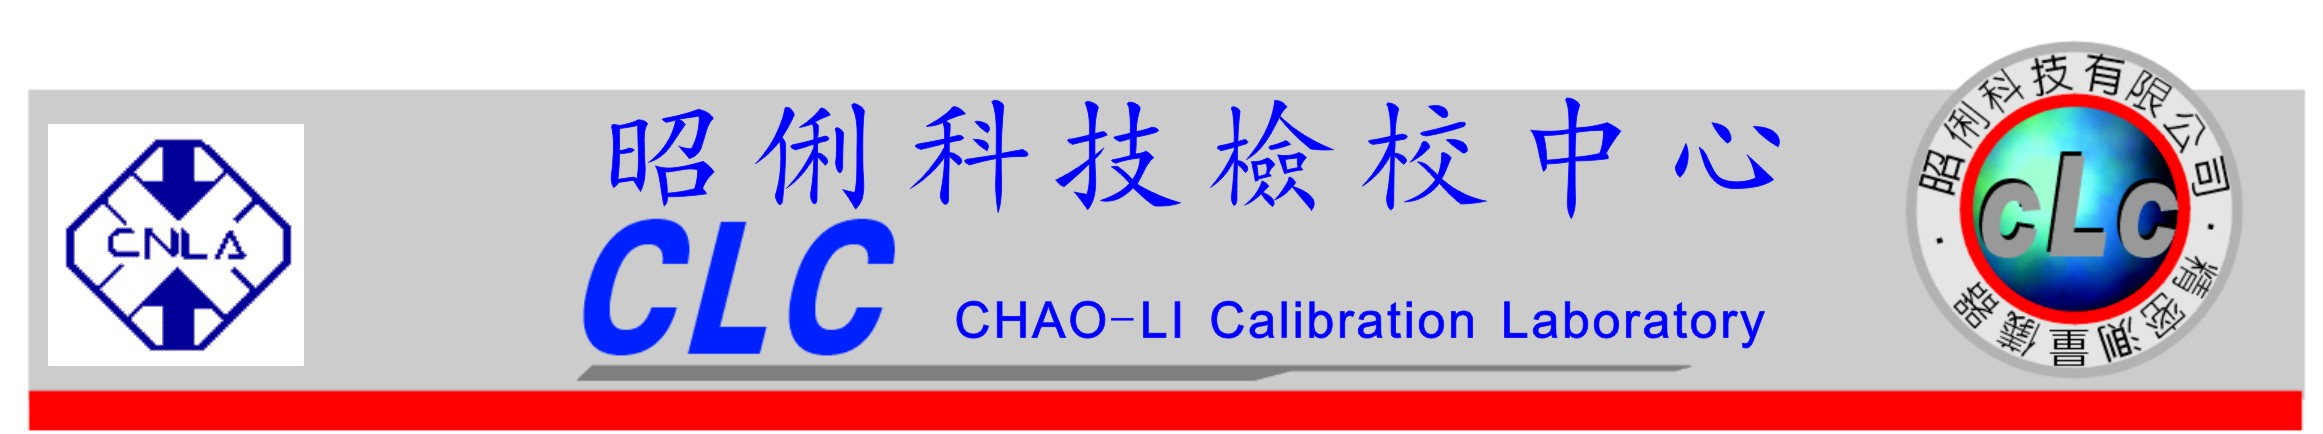 CNLA
昭俐科技檢校中心
CLC
CHAO-LI Calibration Laboratory
昭俐科技有限公司
cLc
精密測量儀器